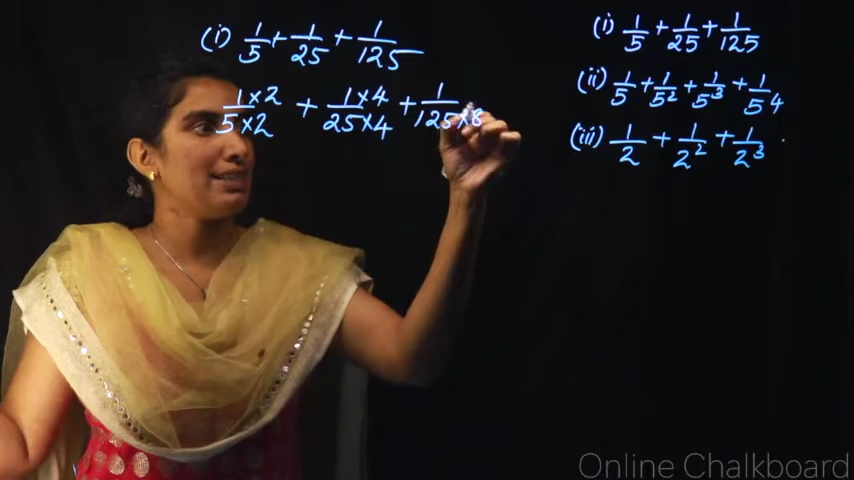 (i) 1/5 + 1/25 + 1/125
1×2/5×2 + 1×4/25×4 + 1/125×8
(i) 1/5 + 1/25 + 1/125
(ii) 1/5 + 1/5² + 1/5³ + 1/5⁴
(iii) 1/2 + 1/2² + 1/2³
Online Chalkboard